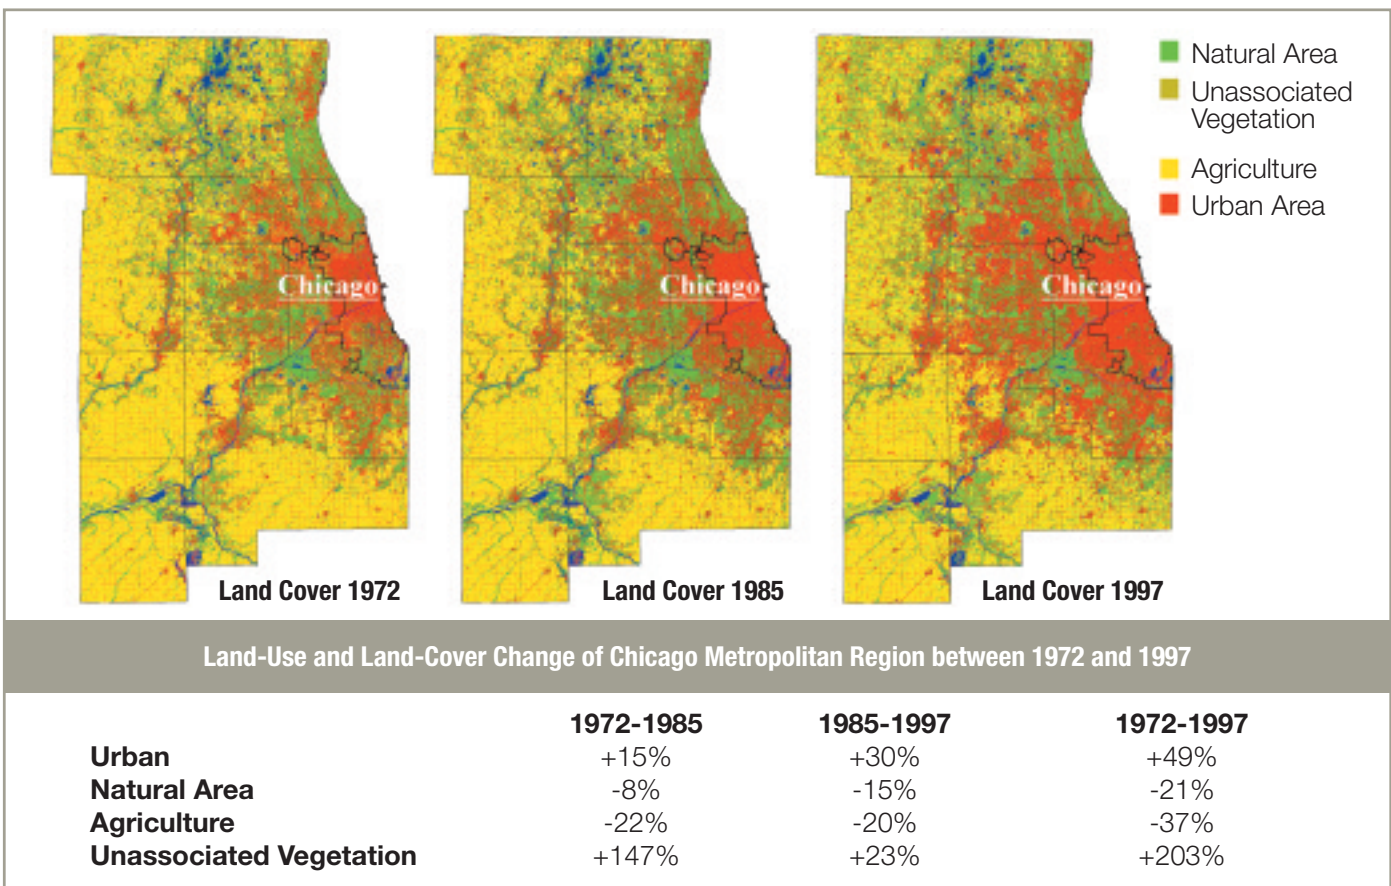 Natural Area
Unassociated
Vegetation
Agriculture
Urban Area
Chicago
Chicago
Chicago
Land Cover 1972
Land Cover 1985
Land Cover 1997
Land-Use and Land-Cover Change of Chicago Metropolitan Region between 1972 and 1997
1972-1985 1985-1997 1972-1997
Urban +15% +30% +49%
Natural Area -8% -15% -21%
Agriculture -22% -20% -37%
Unassociated Vegetation +147% +23% +203%